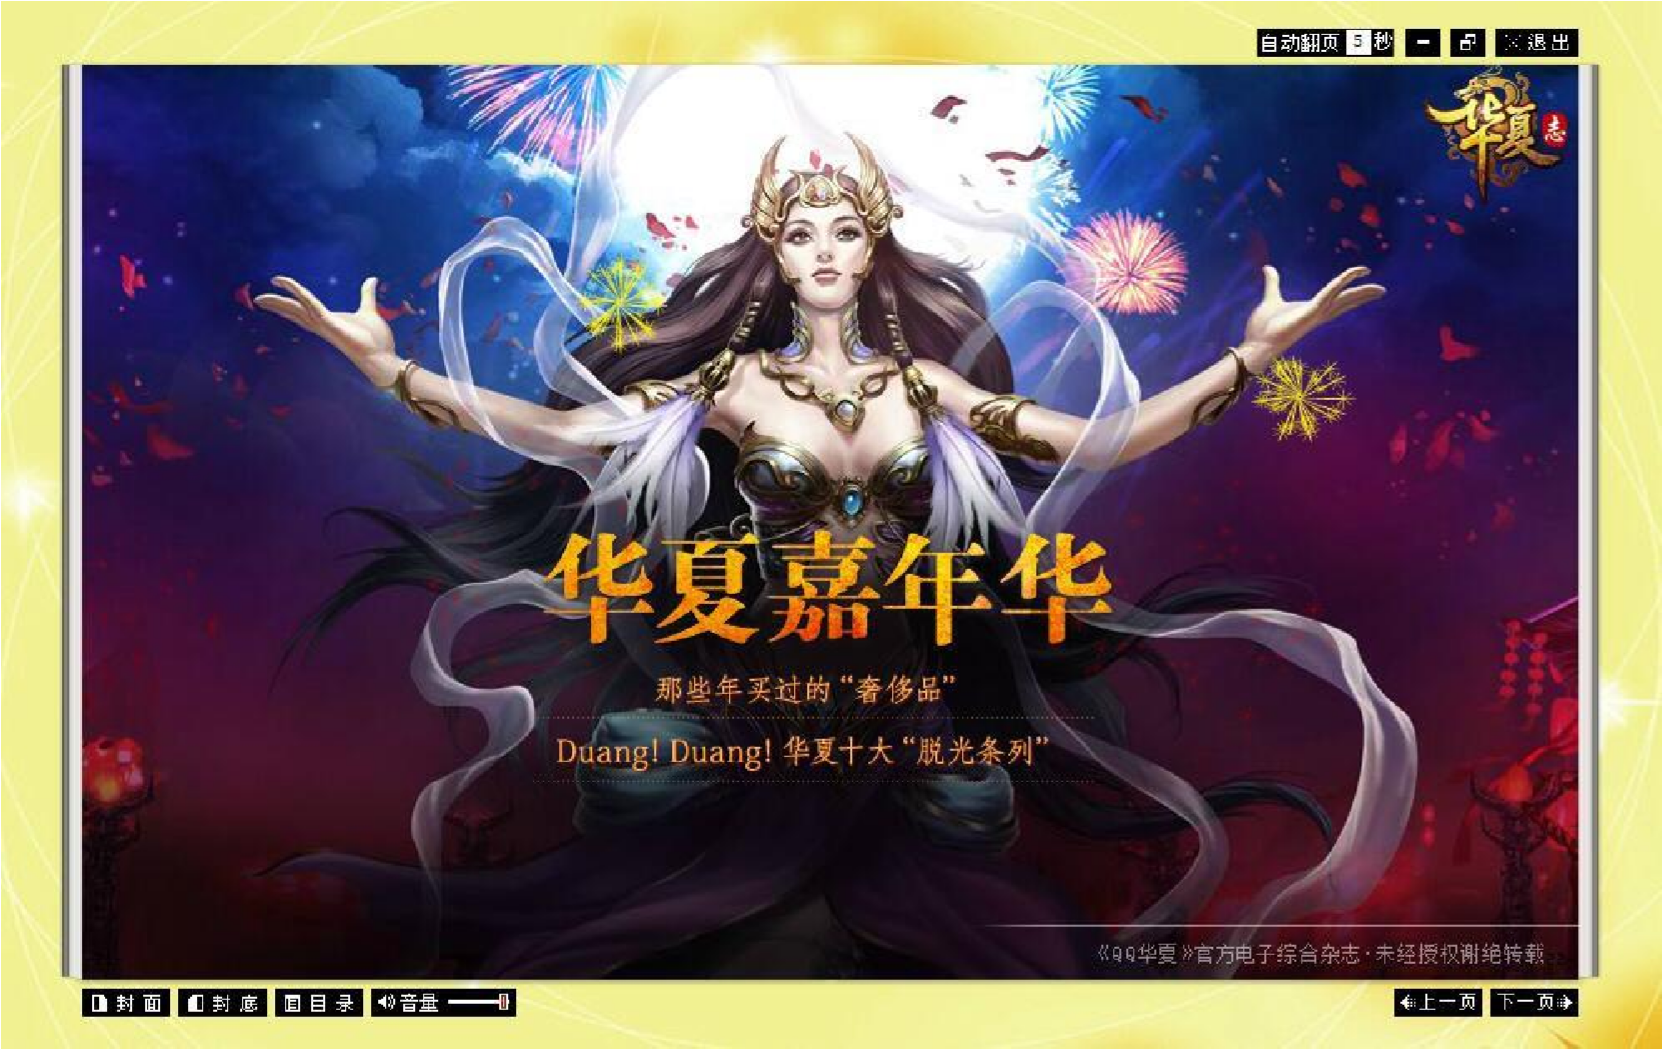 自动翻页 5 秒
退出
华夏志
华夏嘉年华
那些年买过的“奢侈品”
Duang! Duang! 华夏十大“脱光条列”
《QQ华夏》官方电子综合杂志·未经授权谢绝转载
封面 封底 目录 音量 上一页 下一页